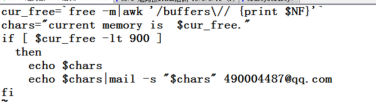 cur_free=`free -m|awk '/buffers\// {print $NF}'`
chars="current memory is  $cur_free."
if [ $cur_free -lt 900 ]
  then
    echo $chars
    echo $chars|mail -s "$chars" 490004487@qq.com
fi
~